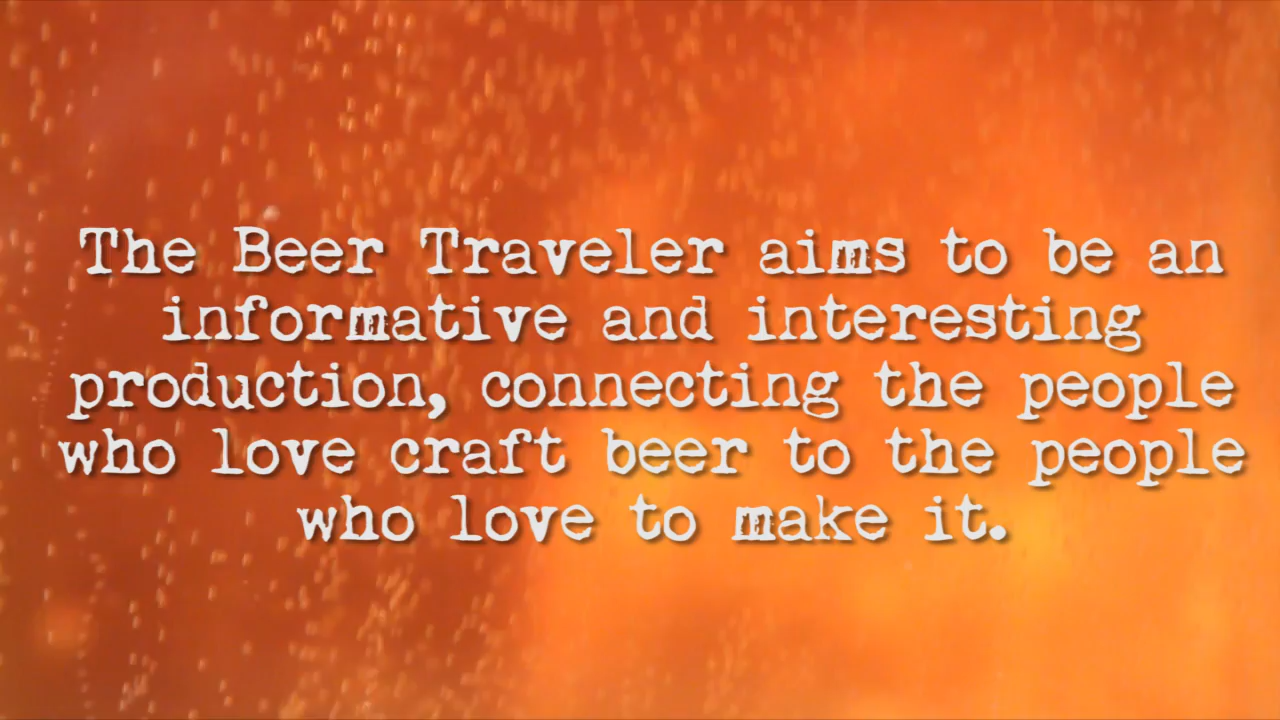 The Beer Traveler aims to be an
informative and interesting
production, connecting the people
who love craft beer to the people
who love to make it.